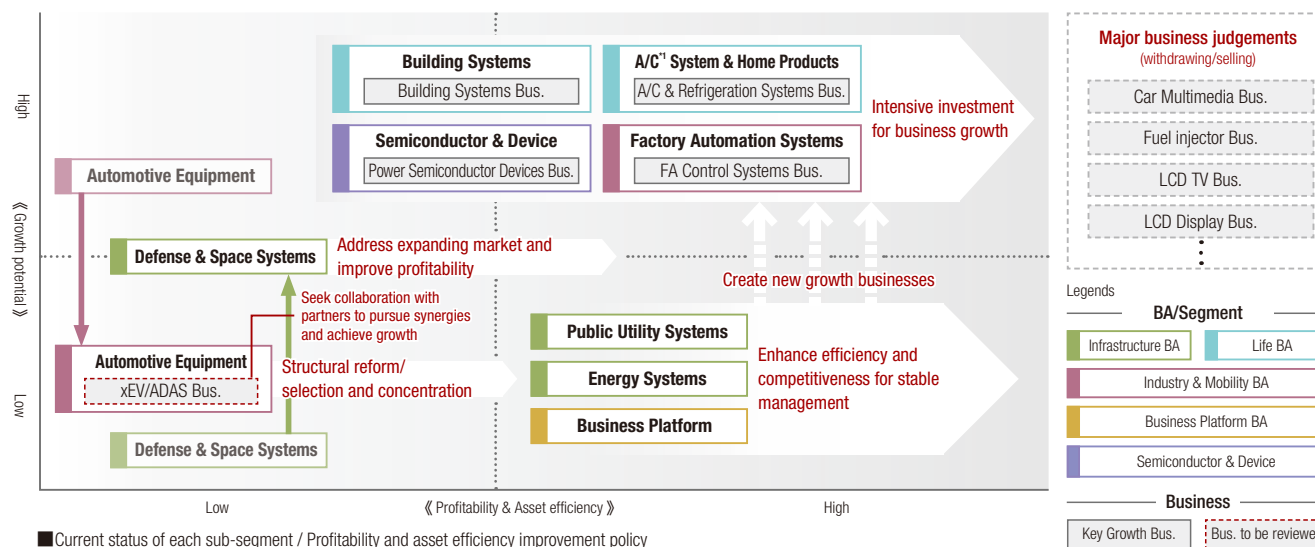 High
《 Growth potential 》
Low
Building Systems
Building Systems Bus.
A/C*1 System & Home Products
A/C & Refrigeration Systems Bus.
Semiconductor & Device
Power Semiconductor Devices Bus.
Factory Automation Systems
FA Control Systems Bus.
Intensive investment
for business growth
Automotive Equipment
Defense & Space Systems
Address expanding market and
improve profitability
Seek collaboration with
partners to pursue synergies
and achieve growth
Create new growth businesses
Automotive Equipment
xEV/ADAS Bus.
Structural reform/
selection and concentration
Defense & Space Systems
Public Utility Systems
Energy Systems
Business Platform
Enhance efficiency and
competitiveness for stable
management
Low
《 Profitability & Asset efficiency 》
High
■Current status of each sub-segment / Profitability and asset efficiency improvement policy
Major business judgements
(withdrawing/selling)
Car Multimedia Bus.
Fuel injector Bus.
LCD TV Bus.
LCD Display Bus.
Legends
BA/Segment
Infrastructure BA
Life BA
Industry & Mobility BA
Business Platform BA
Semiconductor & Device
Business
Key Growth Bus.
Bus. to be reviewe